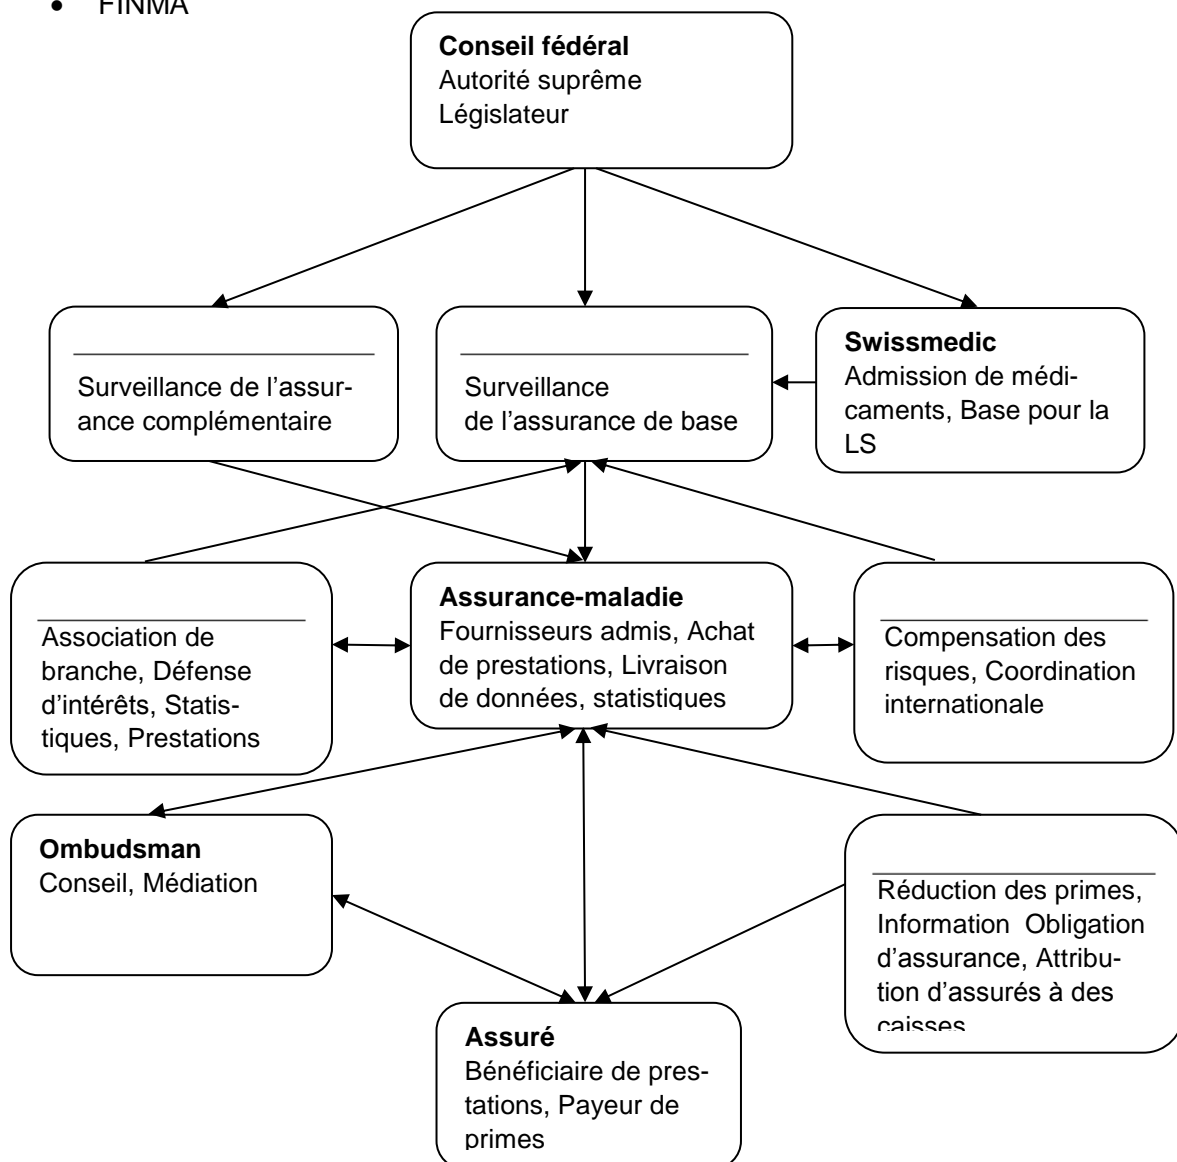 • FINMA
Conseil fédéral
Autorité suprême
Législateur
Surveillance de l'assur-
ance complémentaire
Surveillance
de l'assurance de base
Swissmedic
Admission de médi-
caments, Base pour la
LS
Association de
branche, Défense
d'intérêts, Statis-
tiques, Prestations
Assurance-maladie
Fournisseurs admis, Achat
de prestations, Livraison
de données, statistiques
Compensation des
risques, Coordination
internationale
Ombudsman
Conseil, Médiation
Réduction des primes,
Information Obligation
d'assurance, Attribu-
tion d'assurés à des
caisses
Assuré
Bénéficiaire de pres-
tations, Payeur de
primes